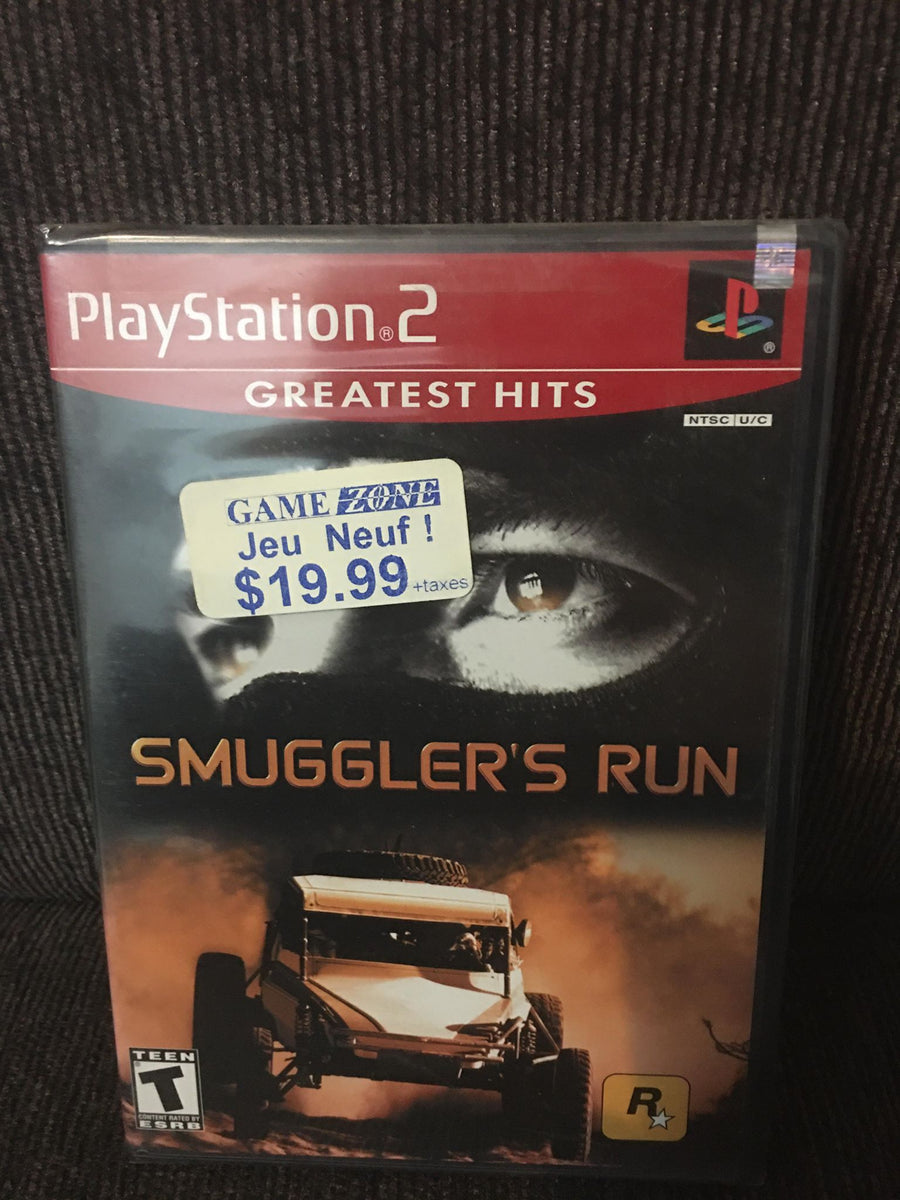 PlayStation®2
GREATEST HITS
NTSC U/C
GAME ZONE
Jeu Neuf !
$19.99 +taxes
SMUGGLER'S RUN
TEEN
T
CONTENT RATED BY
ESRB
R